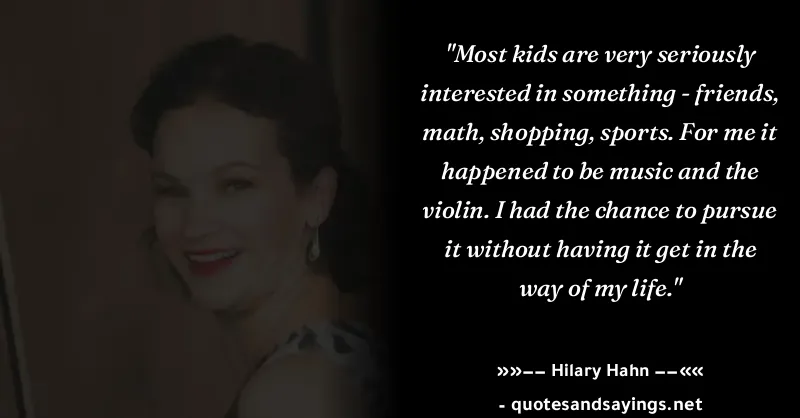 "Most kids are very seriously
interested in something - friends,
math, shopping, sports. For me it
happened to be music and the
violin. I had the chance to pursue
it without having it get in the
way of my life."
»»–– Hilary Hahn ––««
- quotesandsayings.net